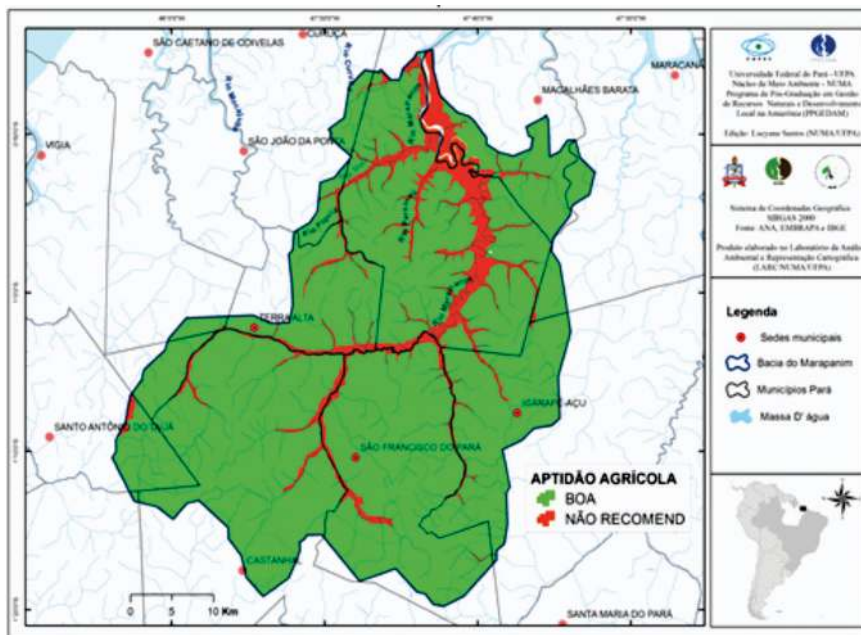 CURUÇÁ
SÃO CAETANO DE ODIVELAS
MARACANÃ
MAGALHÃES BARATA
VIGIA
SÃO JOÃO DA PONTA
TERRA ALTA
IGARAPÉ-AÇU
SANTO ANTÔNIO DO TAUÁ
SÃO FRANCISCO DO PARÁ
CASTANHAL
SANTA MARIA DO PARÁ
APTIDÃO AGRÍCOLA
BOA
NÃO RECOMEND
0 5 10 Km
Universidade Federal do Pará - UFPA
Núcleo de Meio Ambiente - NUMA
Programa de Pós-Graduação em Gestão
de Recursos Naturais e Desenvolvimento
Local na Amazônia (PPGEDAM)
Edição: Luzyane Santos (NUMA/UFPA)
Sistema de Coordenadas Geográfica
SIRGAS 2000
Fonte: ANA, EMBRAPA e IBGE
Produto elaborado no Laboratório de Análise
Ambiental e Representação Cartográfica
(LARC/NUMA/UFPA)
Legenda
Sedes municipais
Bacia do Marapanim
Municípios Pará
Massa D' água